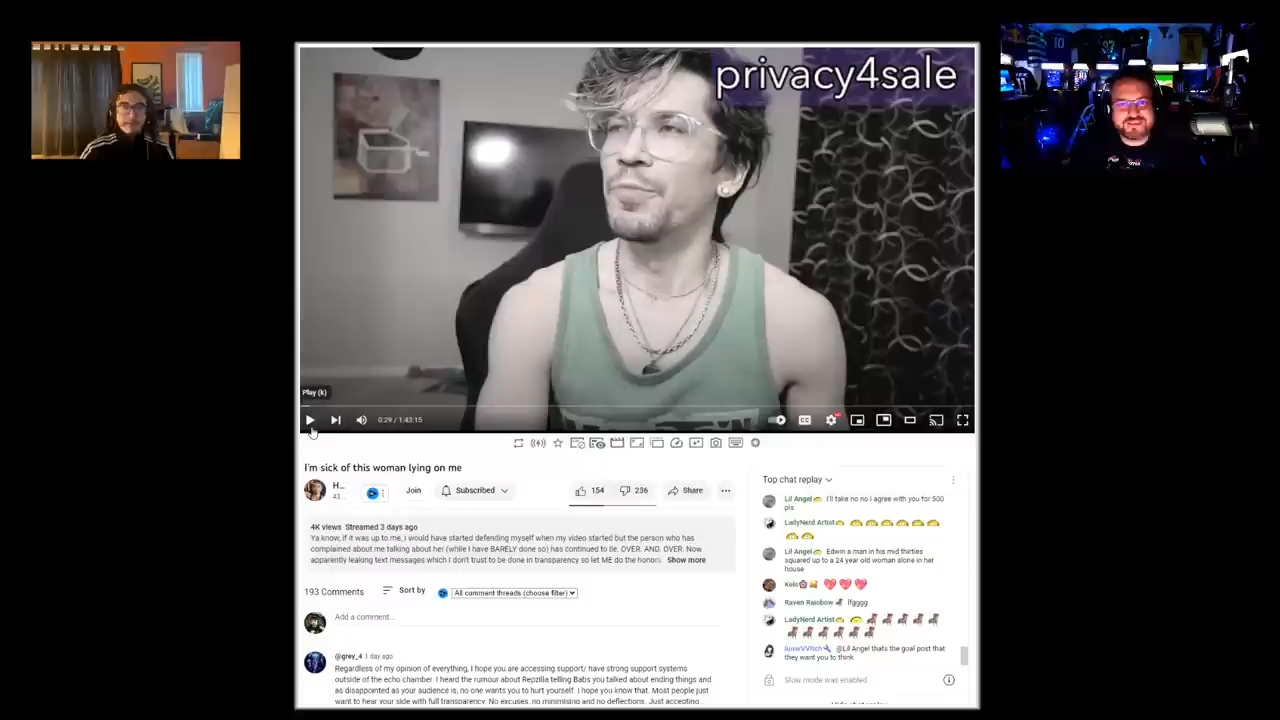 privacy4sale
Play (k)
0:29 / 1:43:15
I'm sick of this woman lying on me
H...
43...
Join
Subscribed
154
236
Share
4K views Streamed 3 days ago
Ya know, if it was up to me, i would have started defending myself when my video started but the person who has
complained about me talking about her (while I have BARELY done so) has continued to lie. OVER. AND. OVER. Now
apparently leaking text messages which I don't trust to be done in transparency so let ME do the honors. Show more
193 Comments
Sort by
All comment threads (choose filter)
Add a comment...
@grey_4 1 day ago
Regardless of my opinion of everything, I hope you are accessing support/ have strong support systems
outside of the echo chamber. I heard the rumour about Repzilla telling Babs you talked about ending things and
as disappointed as your audience is, no one wants you to hurt yourself. I hope you know that. Most people just
want to hear your side with full transparency. No excuses, no minimising and no deflections. Just accepting
Top chat replay
Lil Angel I'll take no no i agree with you for 500
pls
LadyNerd Artist
Lil Angel Edwin a man in his mid thirties
squared up to a 24 year old woman alone in her
house
Kels
Raven Rainbow lfgggg
LadyNerd Artist
@Lil Angel thats the goal post that
they want you to think
Slow mode was enabled